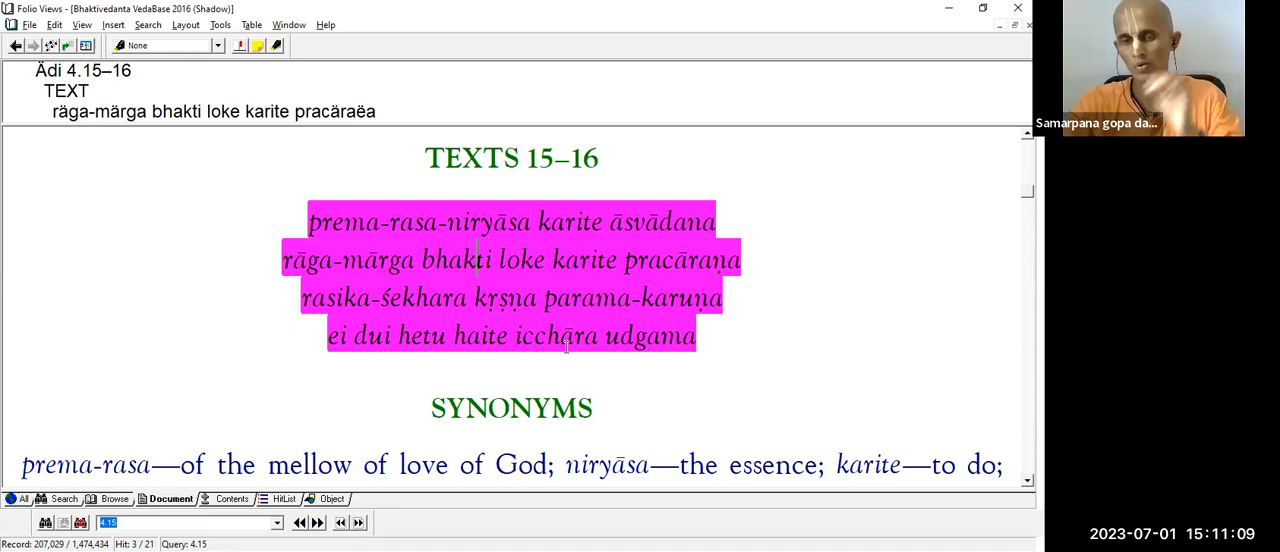 Folio Views - [Bhaktivedanta VedaBase 2016 (Shadow)]
File Edit View Insert Search Layout Tools Table Window Help
None
Ädi 4.15–16
TEXT
räga-märga bhakti loke karite pracäraëa
Samarpana gopa da...
TEXTS 15–16
prema-rasa-niryāsa karite āsvādana
rāga-mārga bhakti loke karite pracāraṇa
rasika-śekhara kṛṣṇa parama-karuṇa
ei dui hetu haite icchāra udgama
SYNONYMS
prema-rasa—of the mellow of love of God; niryāsa—the essence; karite—to do;
All Search Browse Document Contents HitList Object
4.15
Record: 207,029 / 1,474,434 Hit: 3 / 21 Query: 4.15
2023-07-01 15:11:09